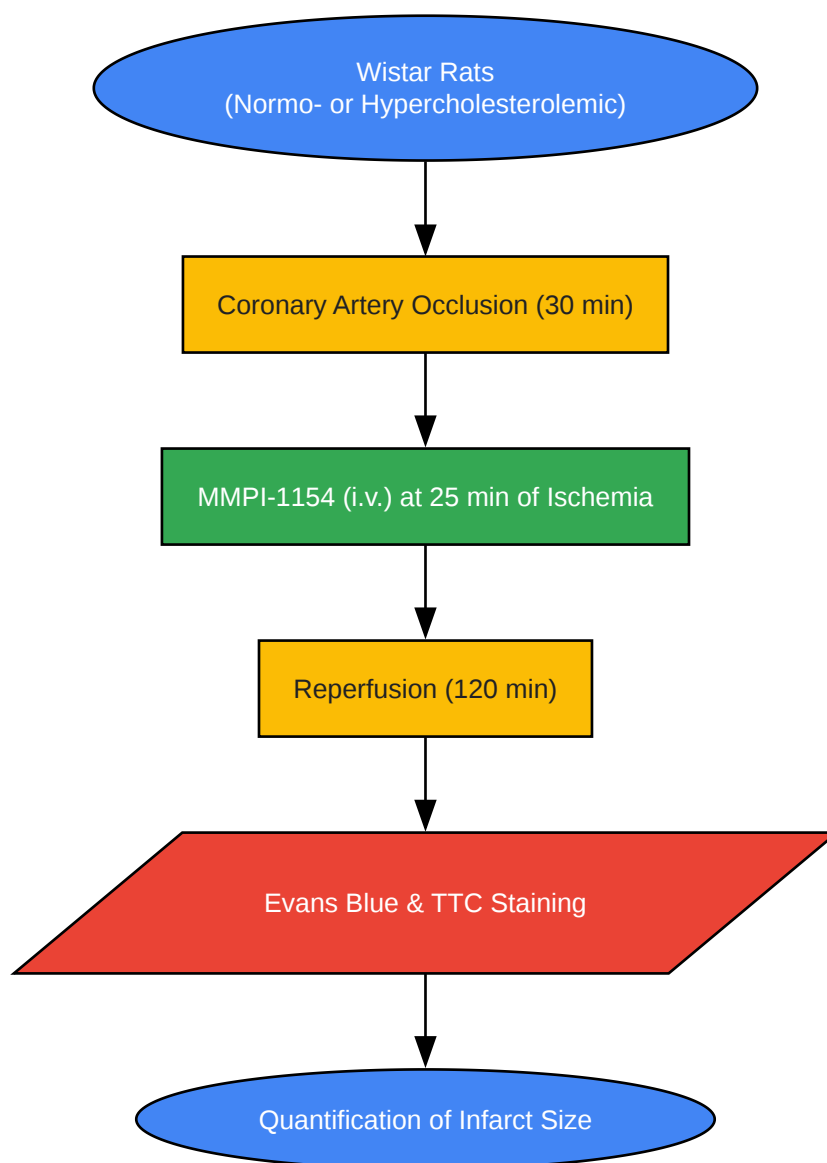 Wistar Rats
(Normo- or Hypercholesterolemic)
Coronary Artery Occlusion (30 min)
MMPI-1154 (i.v.) at 25 min of Ischemia
Reperfusion (120 min)
Evans Blue & TTC Staining
Quantification of Infarct Size